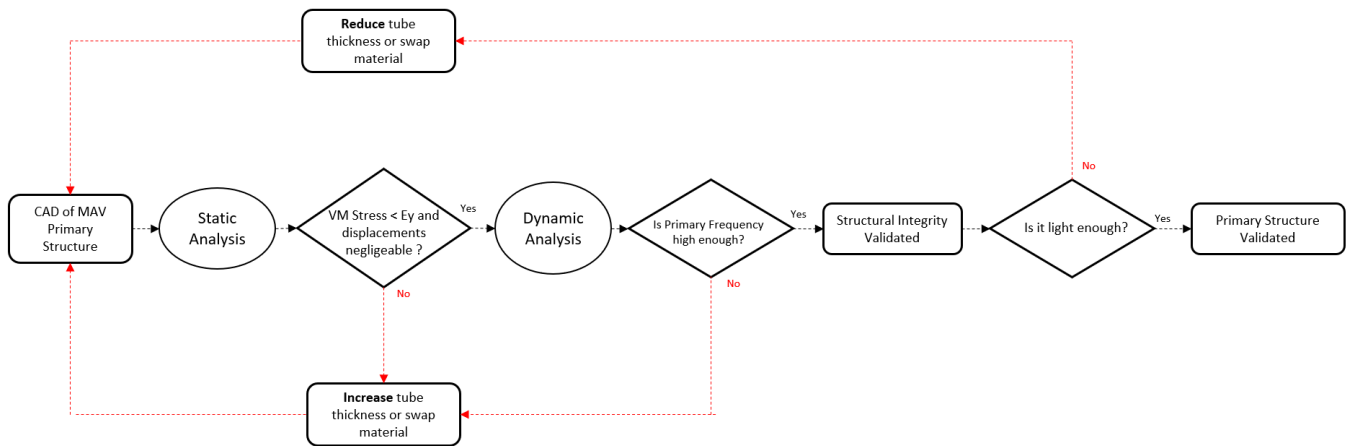 Reduce tube
thickness or swap
material
No
CAD of MAV
Primary
Structure
Static
Analysis
VM Stress < Ey and
displacements
negligeable ?
Yes
No
Dynamic
Analysis
Is Primary Frequency
high enough?
Yes
No
Structural Integrity
Validated
Is it light enough?
Yes
Primary Structure
Validated
Increase tube
thickness or swap
material